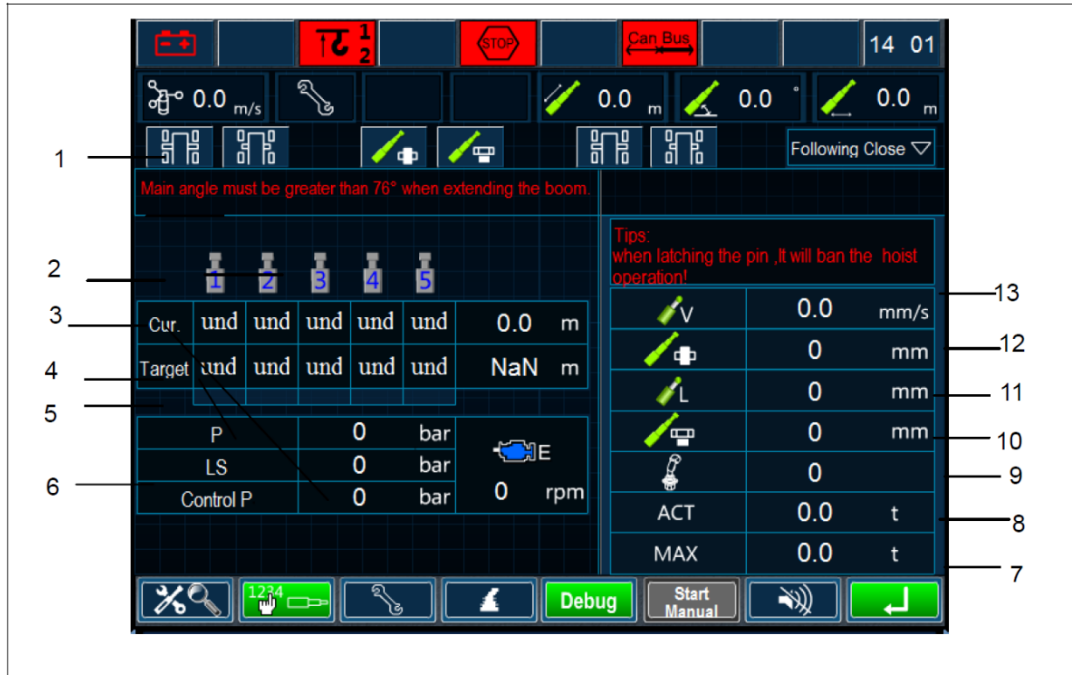 1
2
STOP
Can Bus
14 01
0.0 m/s
0.0 m
0.0 °
0.0 m
1
Following Close
Main angle must be greater than 76° when extending the boom.
Tips:
when latching the pin ,It will ban the hoist
operation!
2
1 2 3 4 5
3
Cur. und und und und und 0.0 m
4
Target und und und und und NaN m
5
P 0 bar
LS 0 bar
6
Control P 0 bar
E
0 rpm
V 0.0 mm/s
13
0 mm
12
L 0 mm
11
0 mm
10
0
9
ACT 0.0 t
8
MAX 0.0 t
7
1234
Debug
Start
Manual